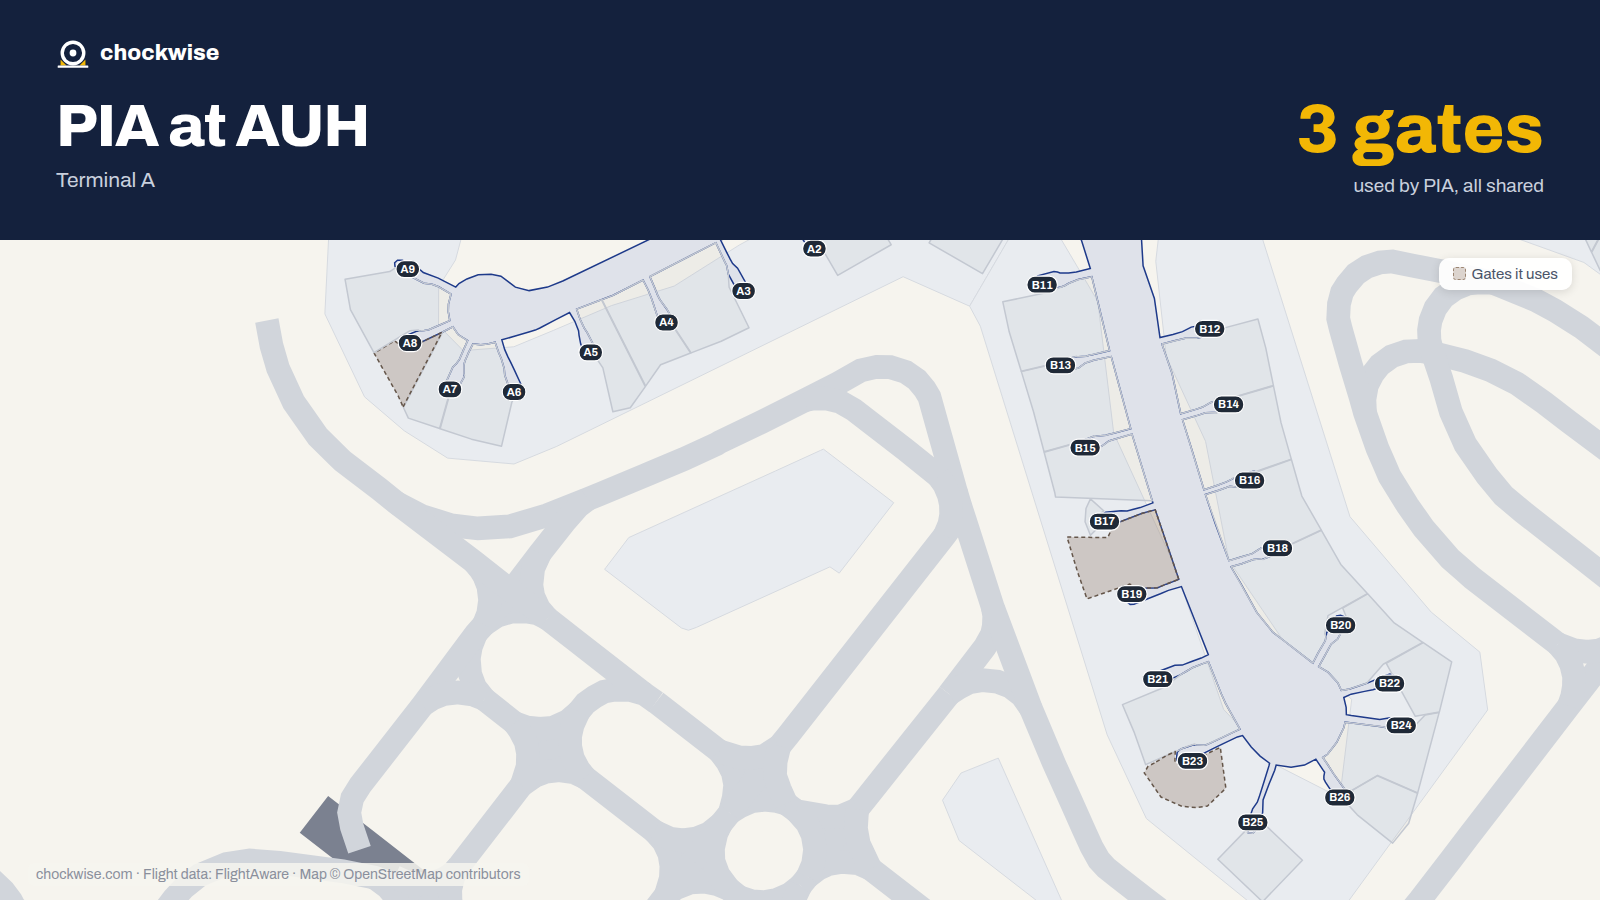 chockwise
PIA at AUH
Terminal A
3 gates
used by PIA, all shared
Gates it uses
A2
A9
A3
B11
A4
B12
A8
A5
B13
A7
A6
B14
B15
B16
B17
B18
B19
B20
B21
B22
B24
B23
B26
B25
chockwise.com · Flight data: FlightAware · Map © OpenStreetMap contributors